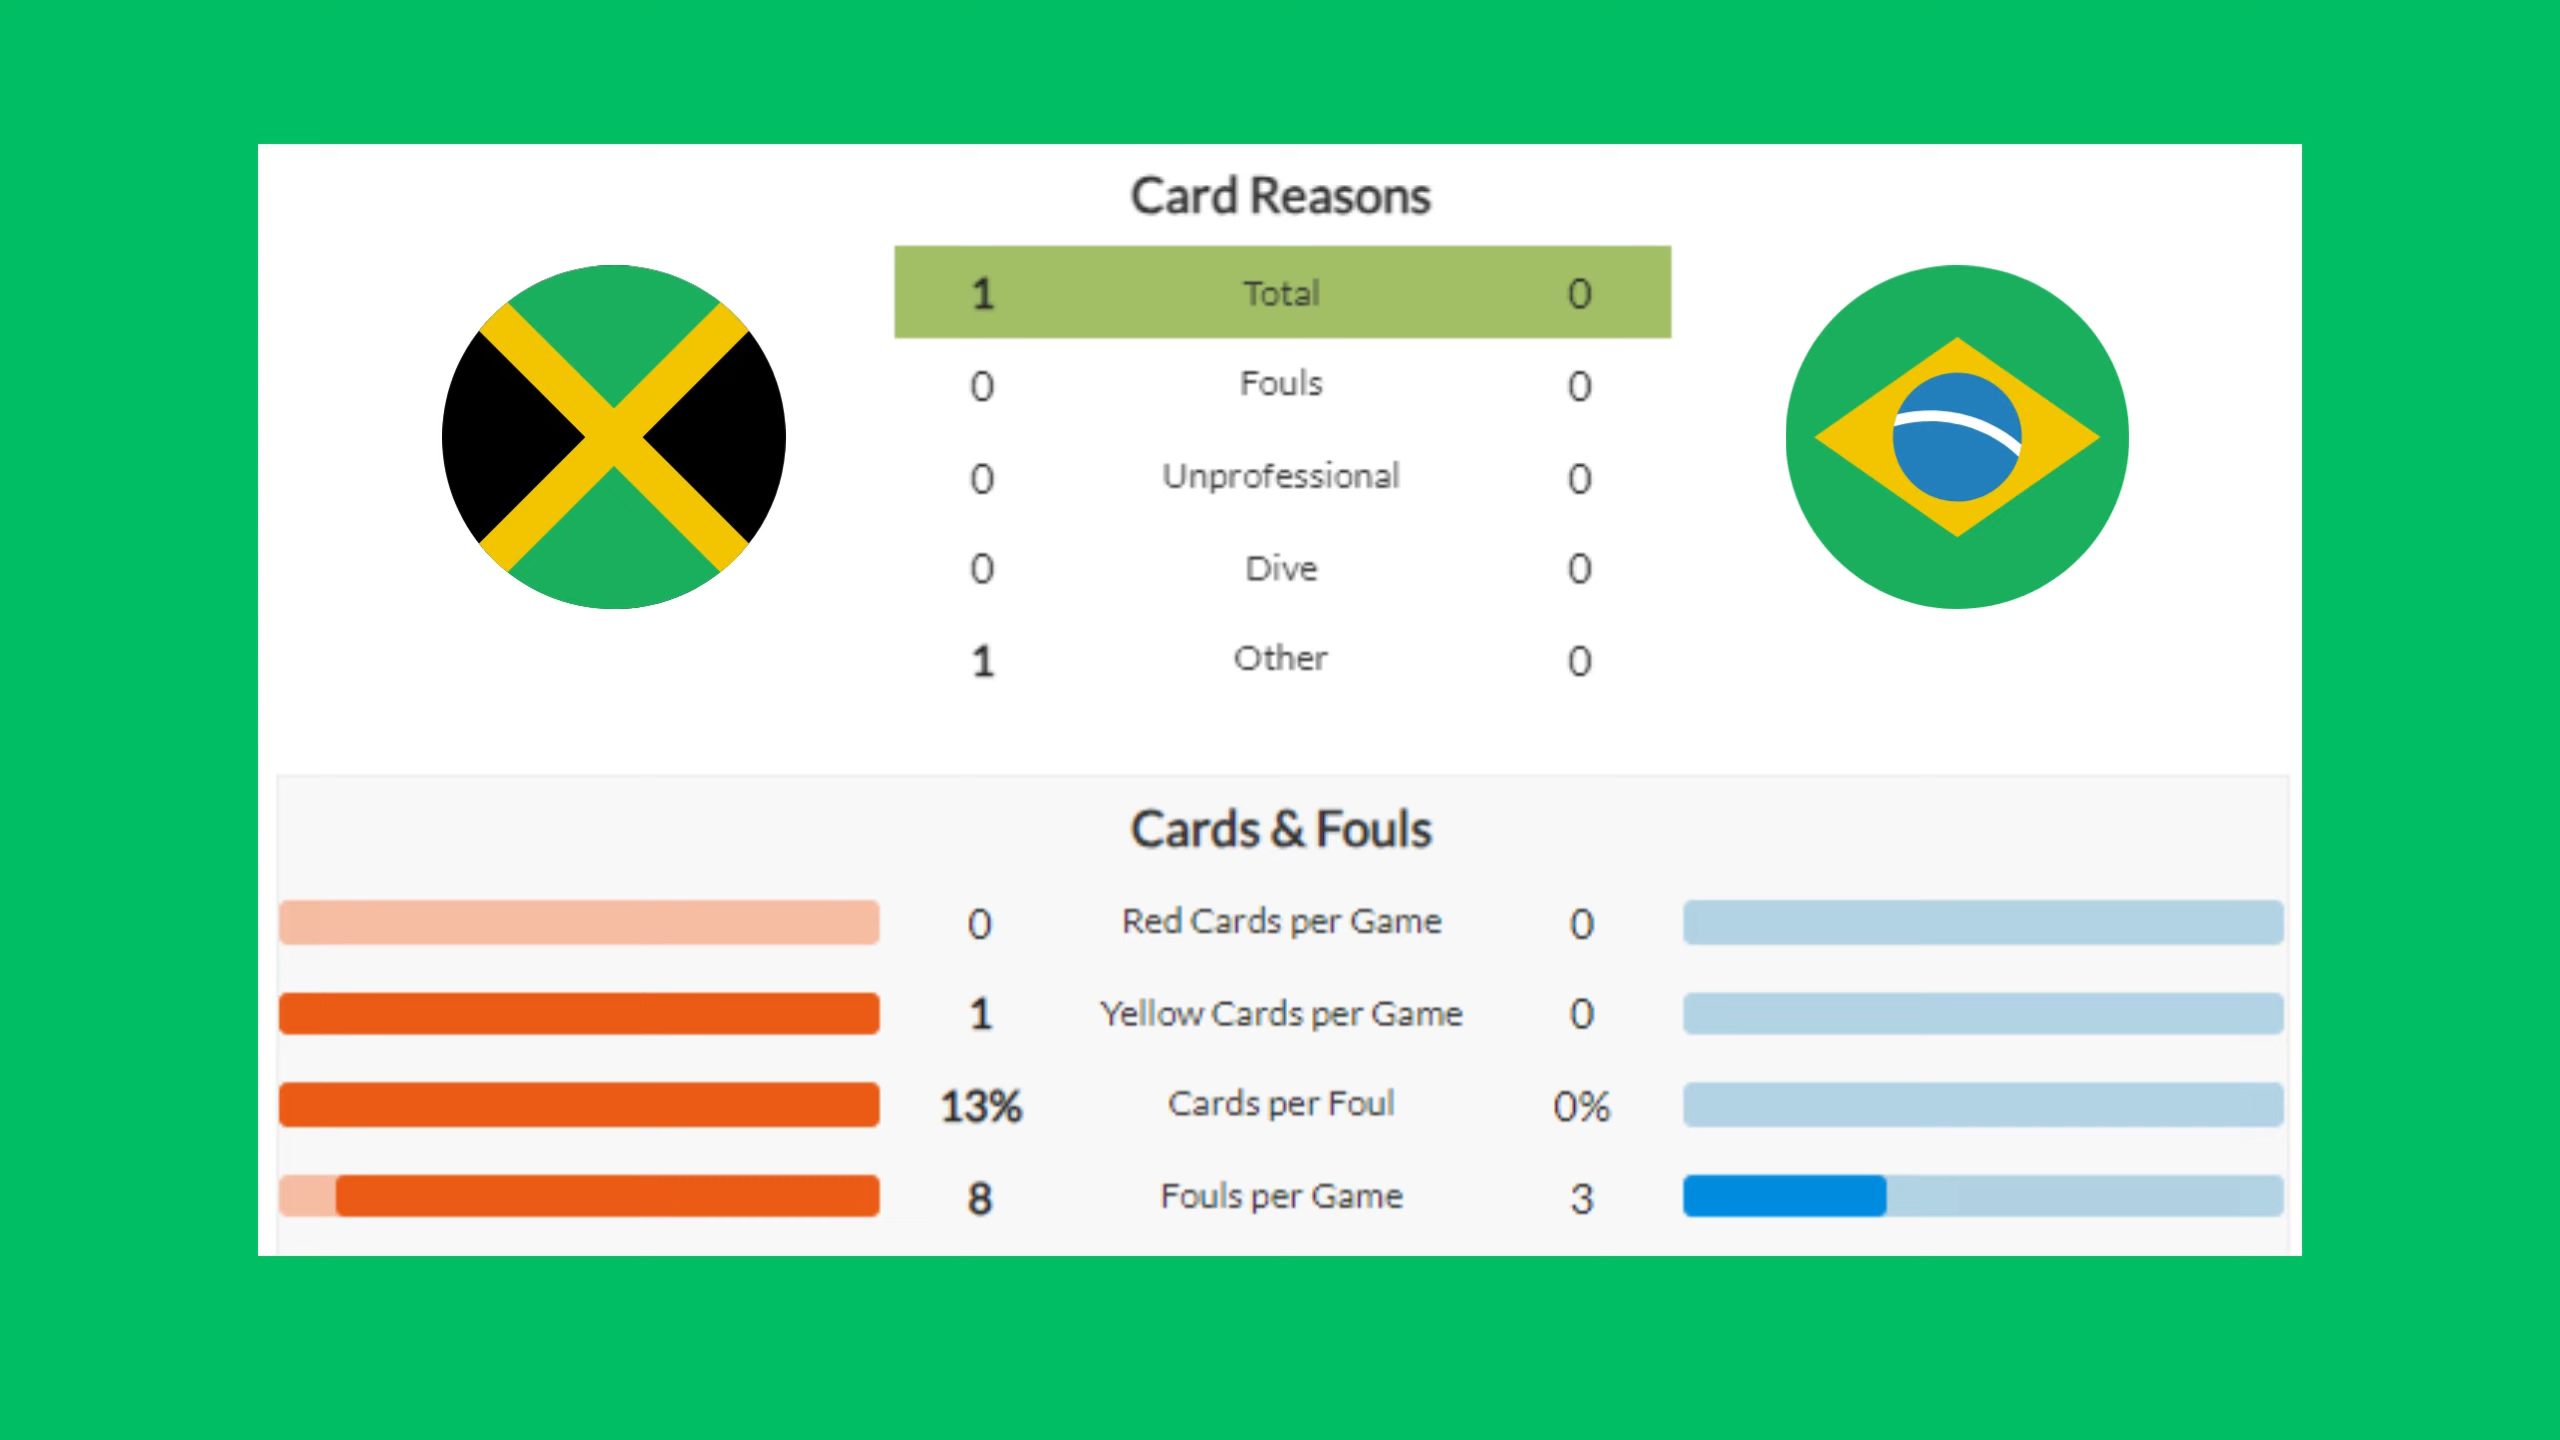 Card Reasons
1 Total 0
0 Fouls 0
0 Unprofessional 0
0 Dive 0
1 Other 0
Cards & Fouls
0 Red Cards per Game 0
1 Yellow Cards per Game 0
13% Cards per Foul 0%
8 Fouls per Game 3